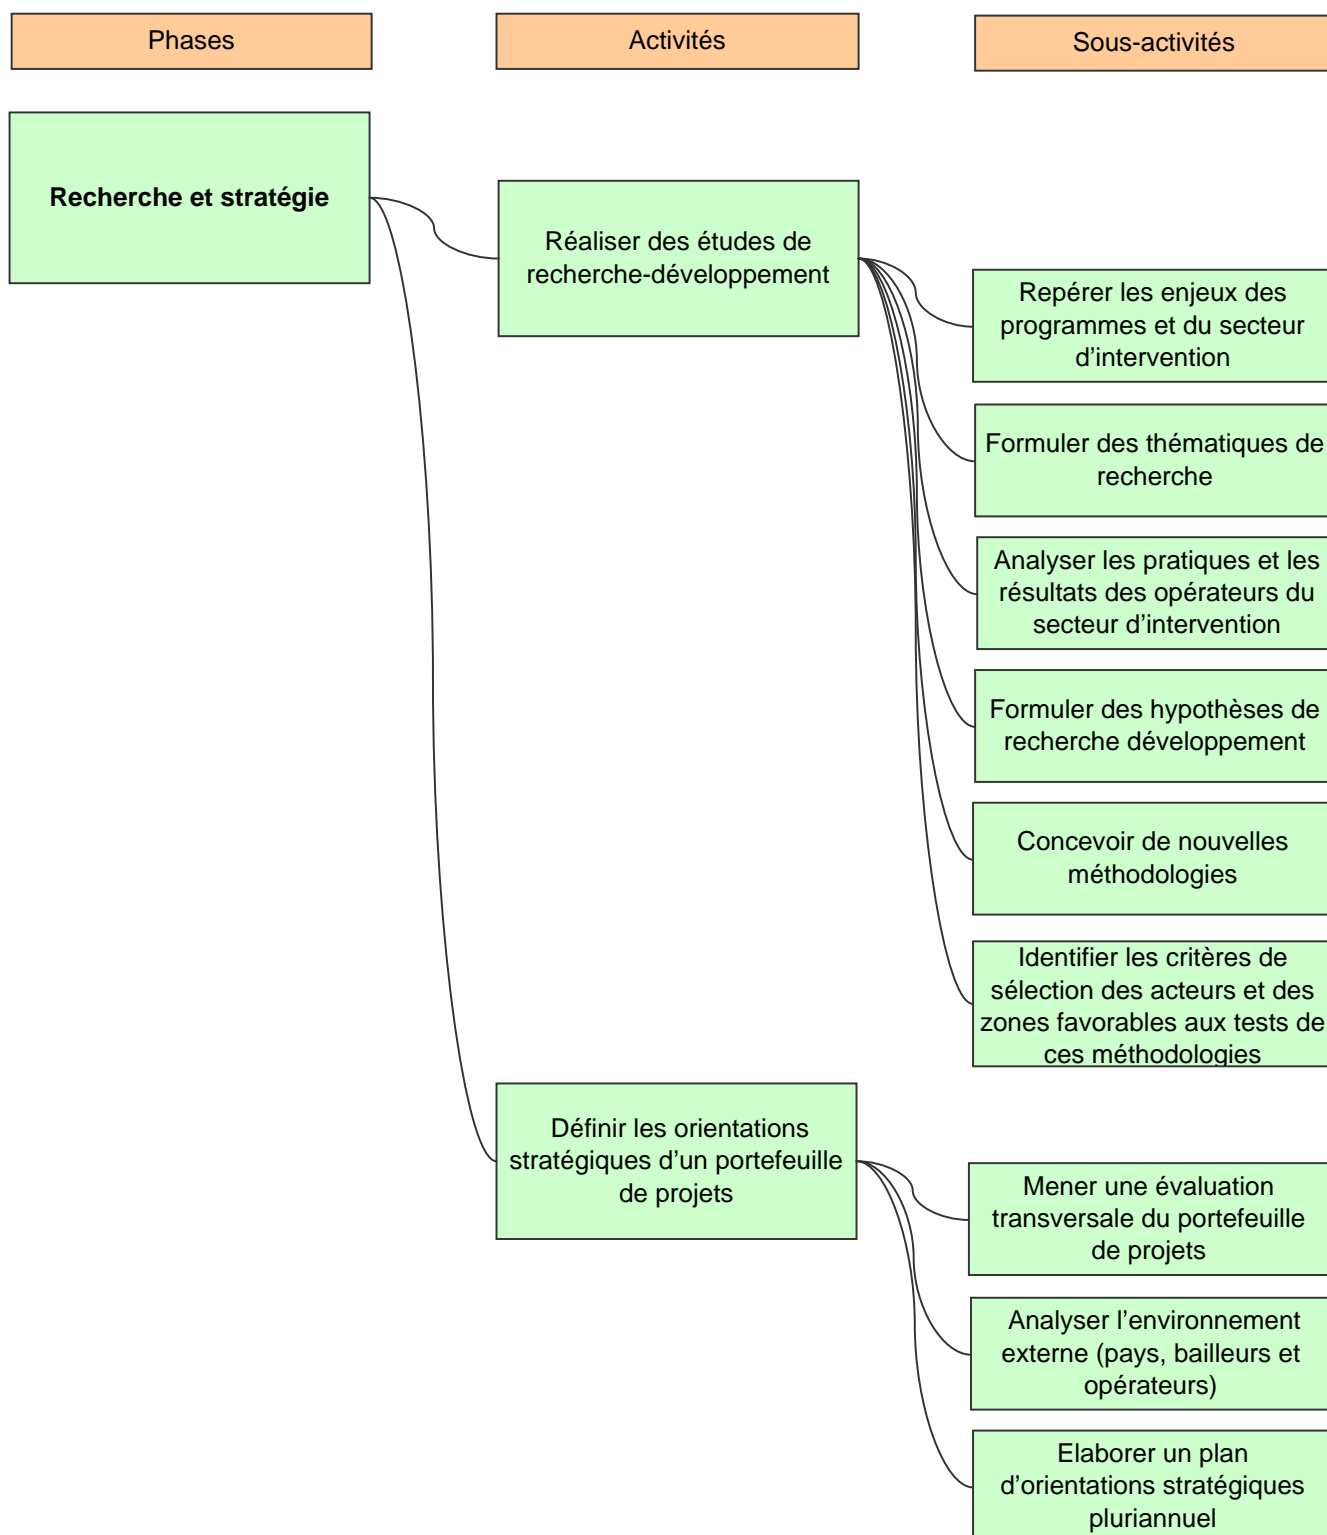 Phases
Activités
Sous-activités
Recherche et stratégie
Réaliser des études de
recherche-développement
Repérer les enjeux des
programmes et du secteur
d’intervention
Formuler des thématiques de
recherche
Analyser les pratiques et les
résultats des opérateurs du
secteur d’intervention
Formuler des hypothèses de
recherche développement
Concevoir de nouvelles
méthodologies
Identifier les critères de
sélection des acteurs et des
zones favorables aux tests de
ces méthodologies
Définir les orientations
stratégiques d’un portefeuille
de projets
Mener une évaluation
transversale du portefeuille
de projets
Analyser l’environnement
externe (pays, bailleurs et
opérateurs)
Elaborer un plan
d’orientations stratégiques
pluriannuel